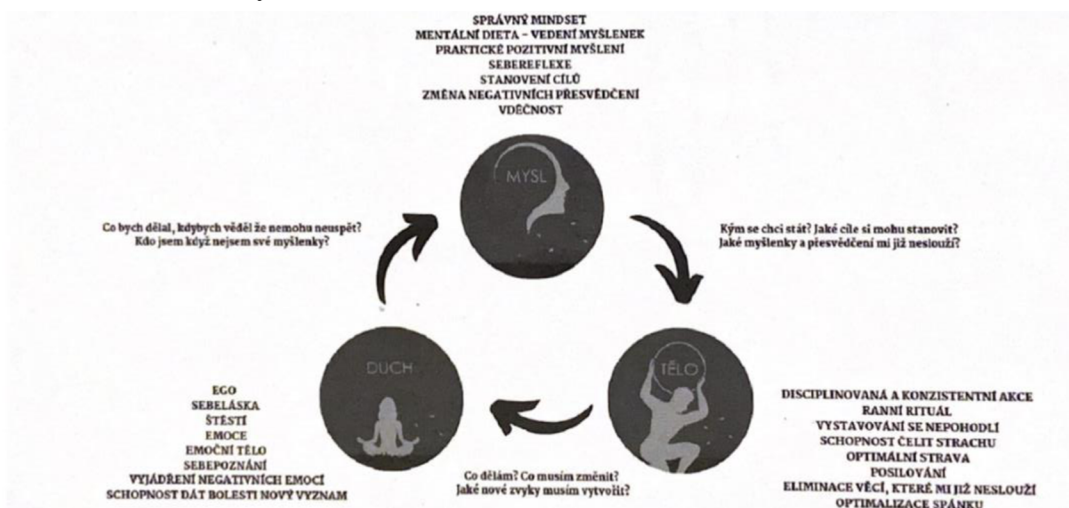 SPRÁVNÝ MINDSET
MENTÁLNÍ DIETA – VEDENÍ MYŠLENEK
PRAKTICKÉ POZITIVNÍ MYŠLENÍ
SEBEREFLEXE
STANOVENÍ CÍLŮ
ZMĚNA NEGATIVNÍCH PŘESVĚDČENÍ
VDĚČNOST
MYSL
Co bych dělal, kdybych věděl že nemohu neuspět?
Kdo jsem když nejsem své myšlenky?
Kým se chci stát? Jaké cíle si mohu stanovit?
Jaké myšlenky a přesvědčení mi již neslouží?
DUCH
EGO
SEBELÁSKA
ŠTĚSTÍ
EMOCE
EMOČNÍ TĚLO
SEBEPOZNÁNÍ
VYJÁDŘENÍ NEGATIVNÍCH EMOCÍ
SCHOPNOST DÁT BOLESTI NOVÝ VÝZNAM
TĚLO
DISCIPLINOVANÁ A KONZISTENTNÍ AKCE
RANNÍ RITUÁL
VYSTAVOVÁNÍ SE NEPOHODLÍ
SCHOPNOST ČELIT STRACHU
OPTIMÁLNÍ STRAVA
POSILOVÁNÍ
ELIMINACE VĚCÍ, KTERÉ MI JIŽ NESLOUŽÍ
OPTIMALIZACE SPÁNKU
Co dělám? Co musím změnit?
Jaké nové zvyky musím vytvořit?